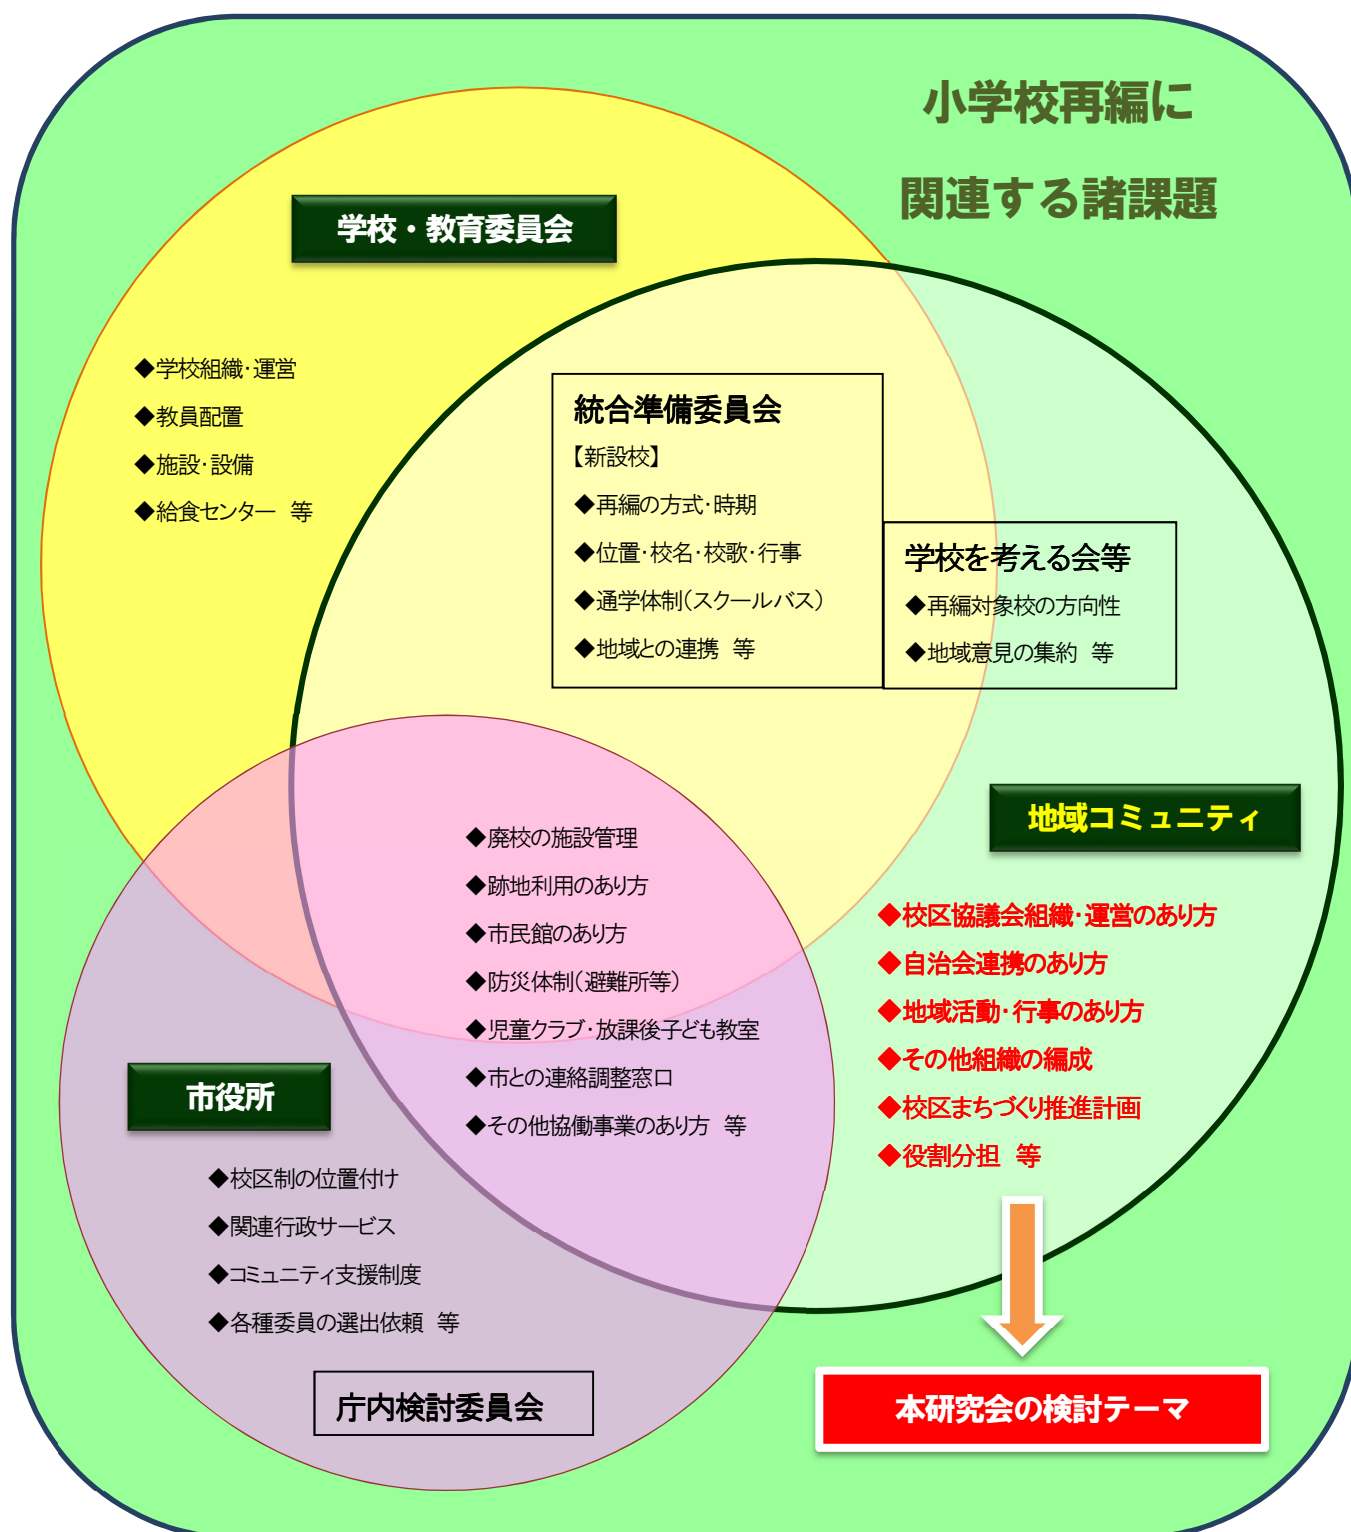 小学校再編に
関連する諸課題
学校・教育委員会
◆学校組織・運営
◆教員配置
◆施設・設備
◆給食センター　等
統合準備委員会
【新設校】
◆再編の方式・時期
◆位置・校名・校歌・行事
◆通学体制（スクールバス）
◆地域との連携　等
学校を考える会等
◆再編対象校の方向性
◆地域意見の集約　等
地域コミュニティ
◆校区協議会組織・運営のあり方
◆自治会連携のあり方
◆地域活動・行事のあり方
◆その他組織の編成
◆校区まちづくり推進計画
◆役割分担　等
◆廃校の施設管理
◆跡地利用のあり方
◆市民館のあり方
◆防災体制（避難所等）
◆児童クラブ・放課後子ども教室
◆市との連絡調整窓口
◆その他協働事業のあり方　等
市役所
◆校区制の位置付け
◆関連行政サービス
◆コミュニティ支援制度
◆各種委員の選出依頼　等
庁内検討委員会
本研究会の検討テーマ